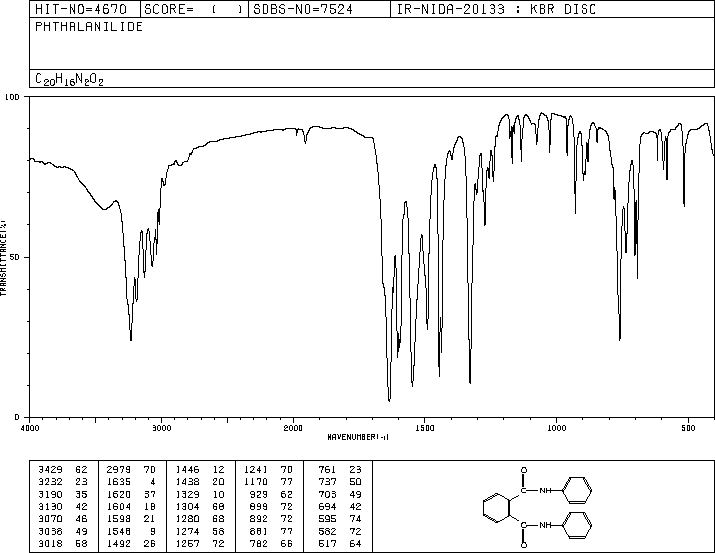 HIT-NO=4670 SCORE= ( ) SDBS-NO=7524 IR-NIDA-20133 : KBR DISC
PHTHALANILIDE
C20H16N2O2
100
50
0
TRANSMITTANCE(%)
4000 3000 2000 1500 1000 500
WAVENUMBER(-1)
3429 62 2979 70 1446 12 1241 70 761 23
3232 23 1635 4 1438 20 1170 77 737 50
3190 35 1620 37 1329 10 929 62 703 49
3130 42 1604 18 1304 68 899 72 694 42
3070 46 1598 21 1280 68 892 72 595 74
3038 49 1548 9 1274 58 881 77 582 72
3018 58 1492 26 1257 72 782 66 517 64
O
C NH
C NH
O